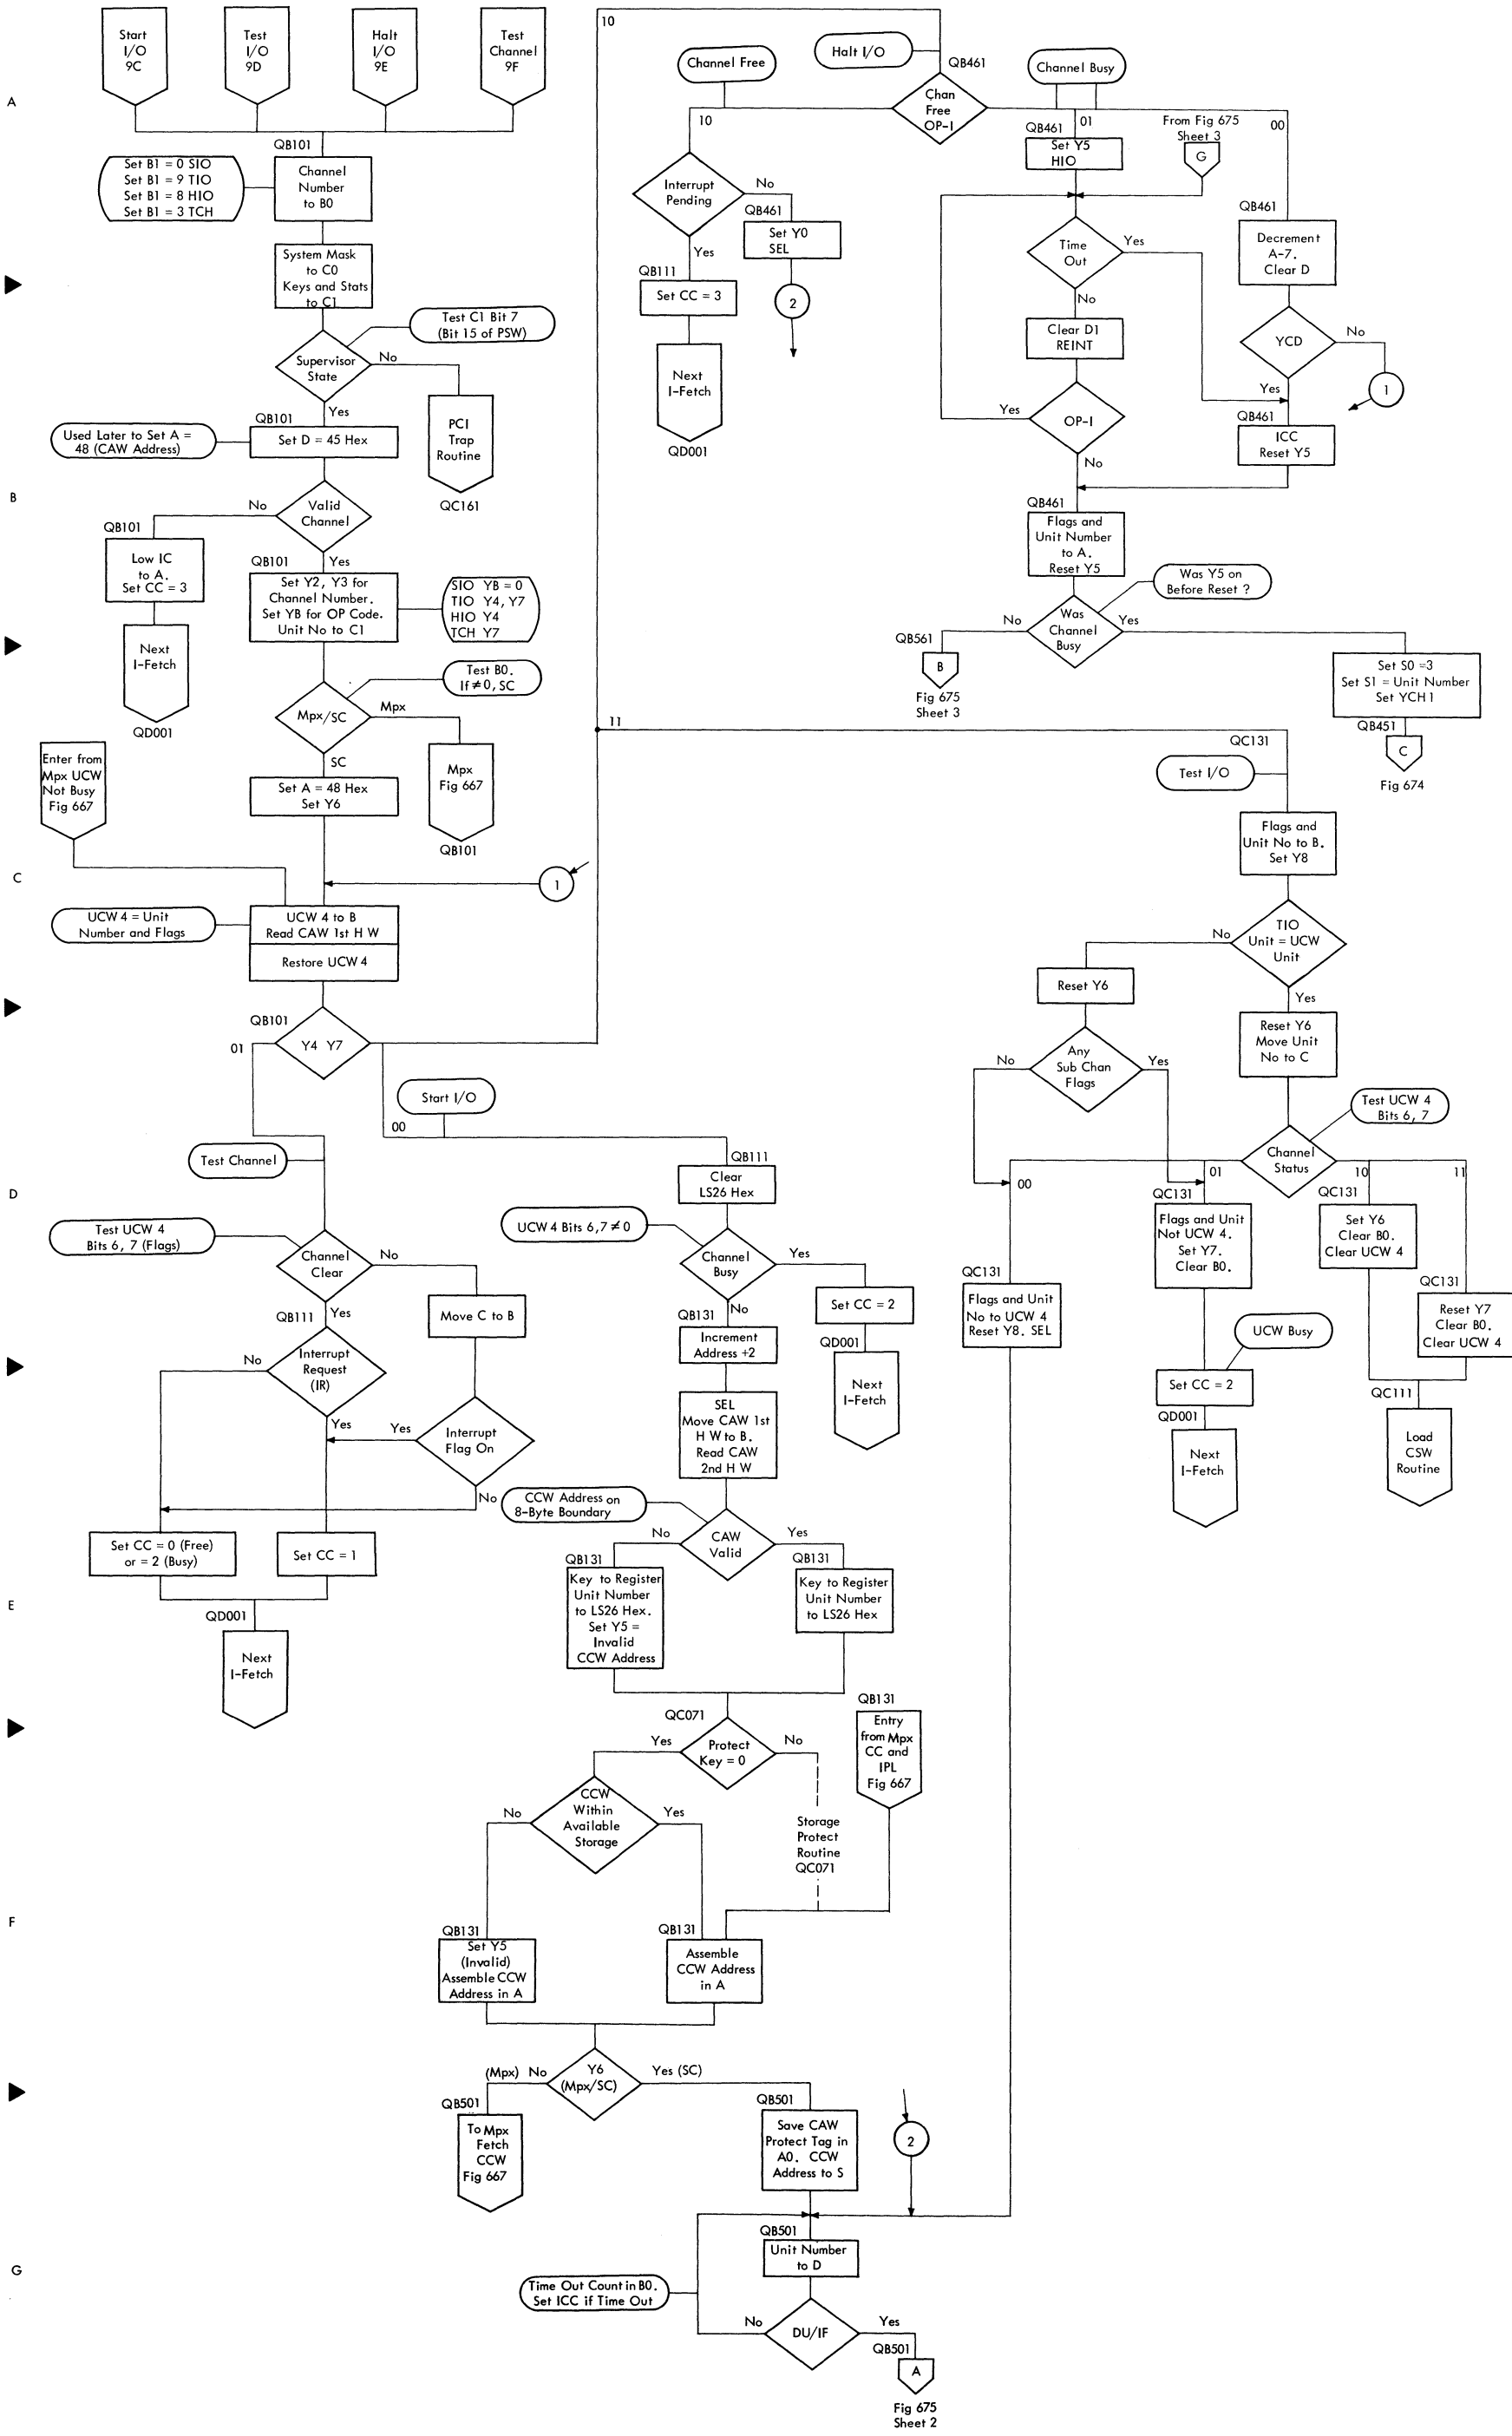 Start
I/O
9C
Test
I/O
9D
Halt
I/O
9E
Test
Channel
9F
A
QB101
Set B1 = 0 SIO
Set B1 = 9 TIO
Set B1 = 8 HIO
Set B1 = 3 TCH
Channel
Number
to B0
System Mask
to C0
Keys and Stats
to C1
Test C1 Bit 7
(Bit 15 of PSW)
Supervisor
State
No
Yes
PCI
Trap
Routine
QC161
QB101
Used Later to Set A =
48 (CAW Address)
Set D = 45 Hex
B
No
Valid
Channel
Yes
QB101
Low IC
to A.
Set CC = 3
Next
I-Fetch
QD001
QB101
Set Y2, Y3 for
Channel Number.
Set YB for OP Code.
Unit No to C1
SIO YB = 0
TIO Y4, Y7
HIO Y4
TCH Y7
Test B0.
If ≠ 0, SC
Mpx/SC
Mpx
SC
Mpx
Fig 667
QB101
Enter from
Mpx UCW
Not Busy
Fig 667
Set A = 48 Hex
Set Y6
C
1
UCW 4 = Unit
Number and Flags
UCW 4 to B
Read CAW 1st H W
Restore UCW 4
QB101
01
Y4 Y7
Start I/O
00
Test Channel
D
Test UCW 4
Bits 6, 7 (Flags)
Channel
Clear
No
Yes
QB111
Move C to B
No
Interrupt
Request
(IR)
Yes
Yes
Interrupt
Flag On
No
Set CC = 0 (Free)
or = 2 (Busy)
Set CC = 1
E
QD001
Next
I-Fetch
QB111
Clear
LS26 Hex
UCW 4 Bits 6,7 ≠ 0
Channel
Busy
Yes
No
Set CC = 2
QD001
Next
I-Fetch
QB131
Increment
Address +2
SEL
Move CAW 1st
H W to B.
Read CAW
2nd H W
CCW Address on
8-Byte Boundary
No
CAW
Valid
Yes
QB131
Key to Register
Unit Number
to LS26 Hex.
Set Y5 =
Invalid
CCW Address
QB131
Key to Register
Unit Number
to LS26 Hex
QC071
Yes
Protect
Key = 0
No
QB131
Entry
from Mpx
CC and
IPL
Fig 667
No
CCW
Within
Available
Storage
Yes
Storage
Protect
Routine
QC071
F
QB131
Set Y5
(Invalid)
Assemble CCW
Address in A
QB131
Assemble
CCW Address
in A
(Mpx) No
Y6
(Mpx/SC)
Yes (SC)
QB501
To Mpx
Fetch
CCW
Fig 667
QB501
Save CAW
Protect Tag in
A0. CCW
Address to S
2
G
QB501
Unit Number
to D
Time Out Count in B0.
Set ICC if Time Out
No
DU/IF
Yes
QB501
A
Fig 675
Sheet 2
10
Halt I/O
QB461
Channel Free
Chan
Free
OP-I
Channel Busy
10
01
00
Interrupt
Pending
No
Yes
QB461
Set Y0
SEL
2
QB111
Set CC = 3
Next
I-Fetch
QD001
QB461
Set Y5
HIO
From Fig 675
Sheet 3
G
Time
Out
Yes
No
Clear D1
REINT
Yes
OP-I
No
QB461
Decrement
A-7.
Clear D
YCD
No
Yes
1
QB461
ICC
Reset Y5
QB461
Flags and
Unit Number
to A.
Reset Y5
Was Y5 on
Before Reset ?
No
Was
Channel
Busy
Yes
QB561
B
Fig 675
Sheet 3
Set S0 =3
Set S1 = Unit Number
Set YCH1
QB451
C
Fig 674
11
QC131
Test I/O
Flags and
Unit No to B.
Set Y8
No
TIO
Unit = UCW
Unit
Yes
Reset Y6
Reset Y6
Move Unit
No to C
No
Any
Sub Chan
Flags
Yes
Test UCW 4
Bits 6, 7
Channel
Status
00
01
10
11
QC131
Flags and Unit
No to UCW 4
Reset Y8. SEL
QC131
Flags and Unit
Not UCW 4.
Set Y7.
Clear B0.
QC131
Set Y6
Clear B0.
Clear UCW 4
QC131
Reset Y7
Clear B0.
Clear UCW 4
UCW Busy
Set CC = 2
QD001
Next
I-Fetch
QC111
Load
CSW
Routine